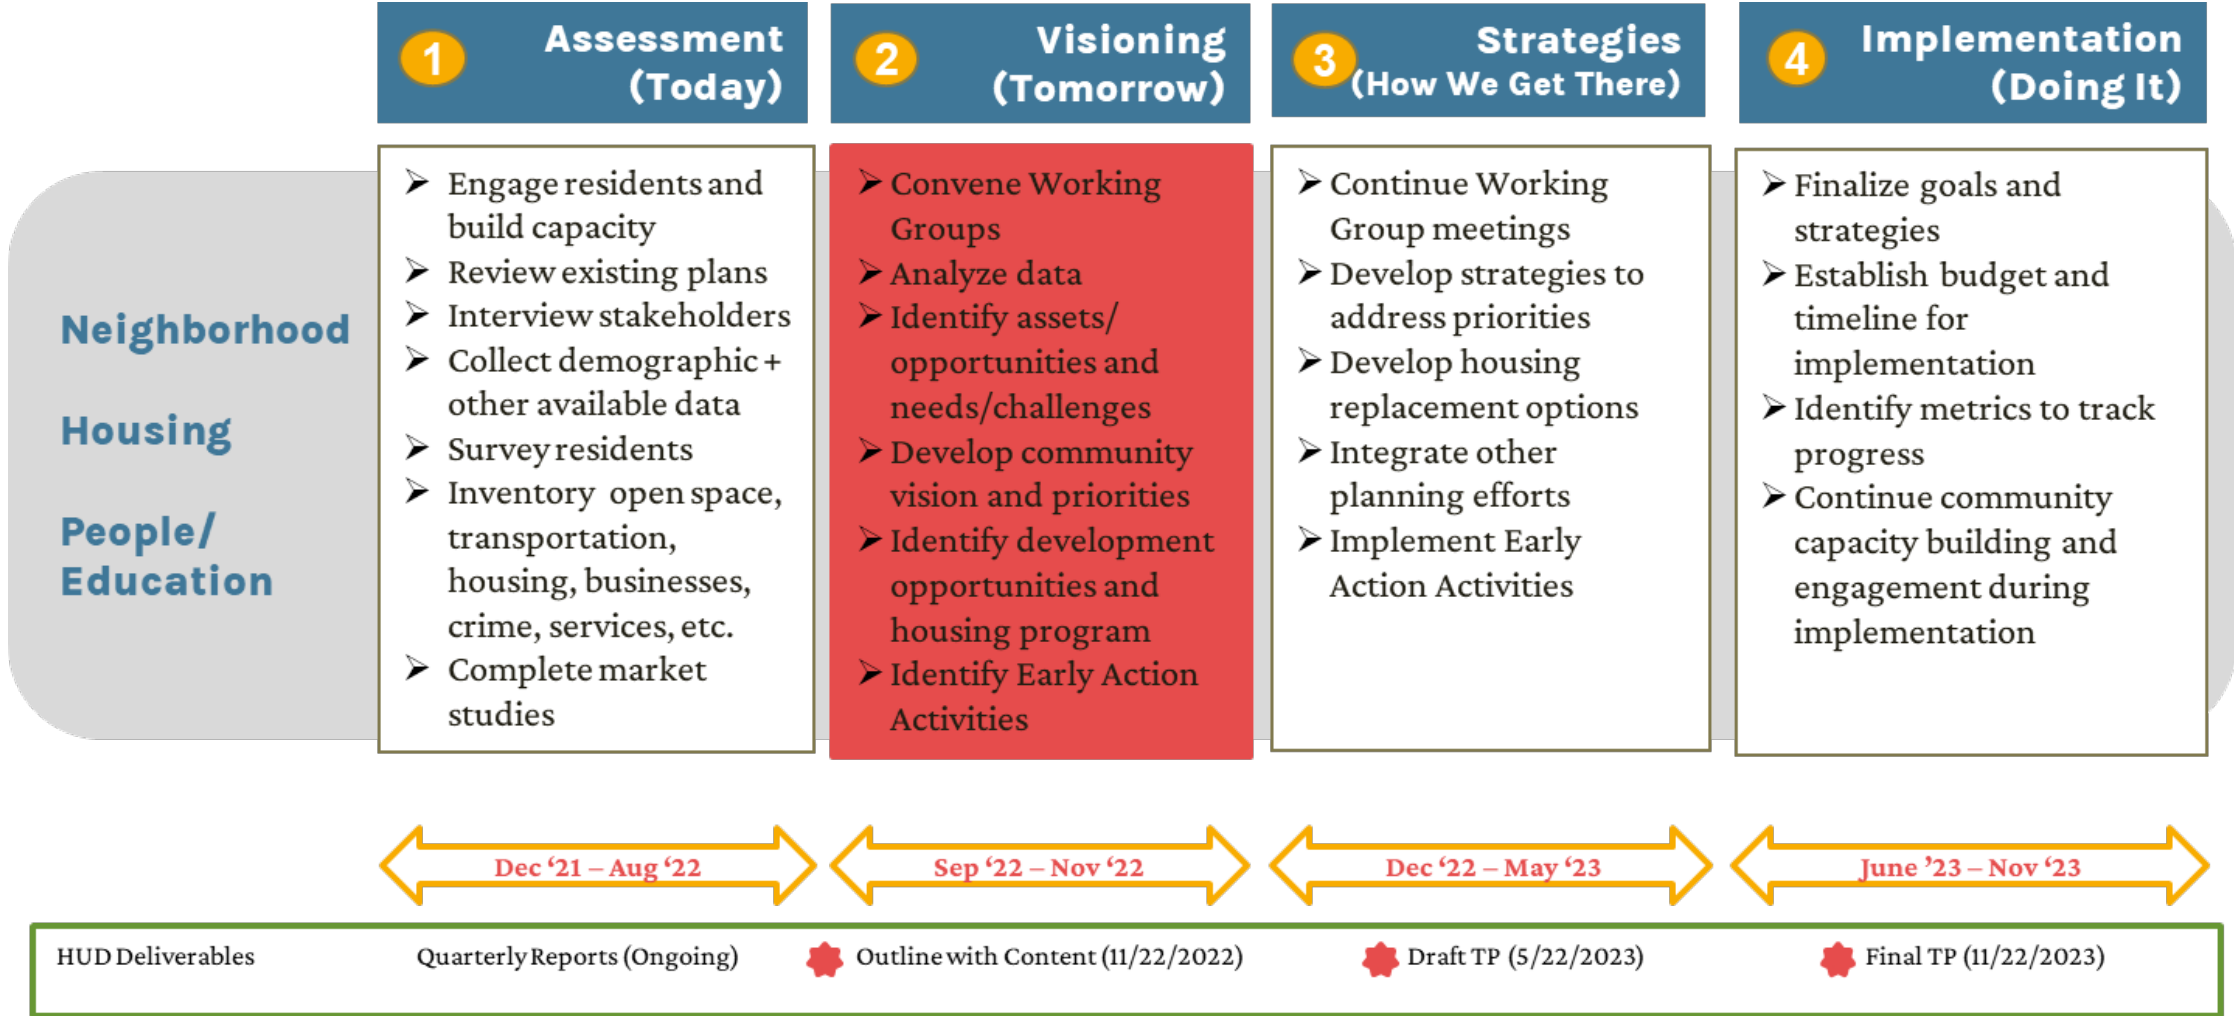 1
Assessment
(Today)
2
Visioning
(Tomorrow)
3
Strategies
(How We Get There)
4
Implementation
(Doing It)
Neighborhood
Housing
People/
Education
➢ Engage residents and
build capacity
➢ Review existing plans
➢ Interview stakeholders
➢ Collect demographic +
other available data
➢ Survey residents
➢ Inventory open space,
transportation,
housing, businesses,
crime, services, etc.
➢ Complete market
studies
➢ Convene Working
Groups
➢ Analyze data
➢ Identify assets/
opportunities and
needs/challenges
➢ Develop community
vision and priorities
➢ Identify development
opportunities and
housing program
➢ Identify Early Action
Activities
➢ Continue Working
Group meetings
➢ Develop strategies to
address priorities
➢ Develop housing
replacement options
➢ Integrate other
planning efforts
➢ Implement Early
Action Activities
➢ Finalize goals and
strategies
➢ Establish budget and
timeline for
implementation
➢ Identify metrics to track
progress
➢ Continue community
capacity building and
engagement during
implementation
Dec ‘21 – Aug ‘22
Sep ‘22 – Nov ‘22
Dec ‘22 – May ‘23
June ’23 – Nov ‘23
HUD Deliverables
Quarterly Reports (Ongoing)
Outline with Content (11/22/2022)
Draft TP (5/22/2023)
Final TP (11/22/2023)